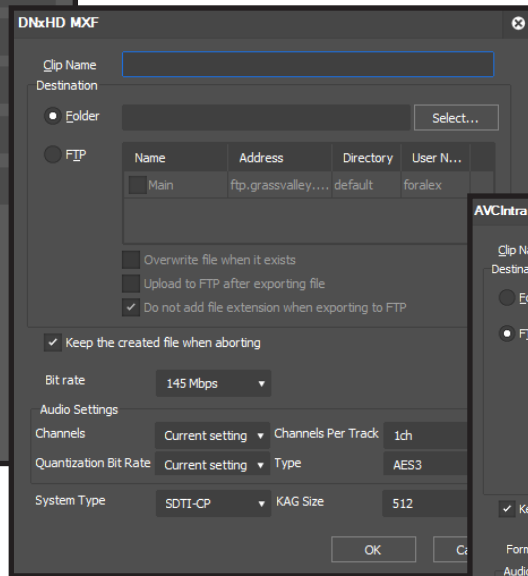 DNxHD MXF
Clip Name
Destination
Folder
Select...
FTP
Name Address Directory User N...
Main ftp.grassvalley.... default foralex
Overwrite file when it exists
Upload to FTP after exporting file
Do not add file extension when exporting to FTP
Keep the created file when aborting
Bit rate 145 Mbps
Audio Settings
Channels Current setting Channels Per Track 1ch
Quantization Bit Rate Current setting Type AES3
System Type SDTI-CP KAG Size 512
OK
AVCIntra
Clip